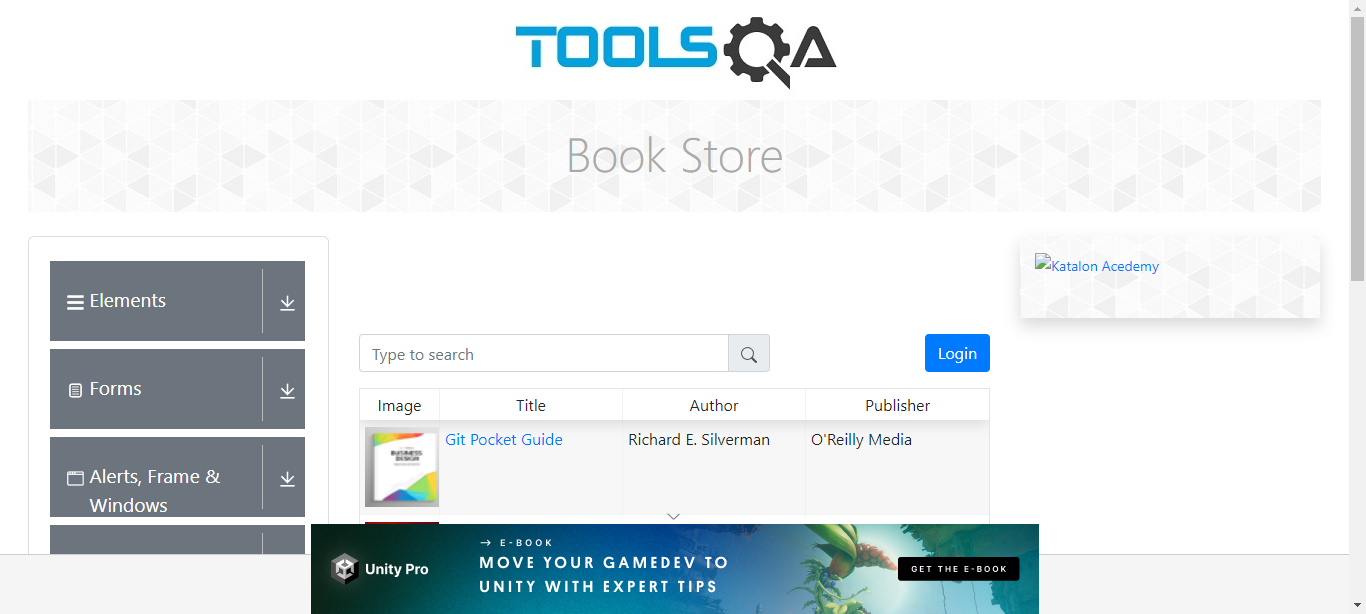 TOOLSQA
Book Store
Elements
Forms
Alerts, Frame &
Windows
Type to search
Login
Image Title Author Publisher
BUSINESS
DESIGN
Git Pocket Guide Richard E. Silverman O'Reilly Media
Katalon Acedemy
Unity Pro
→ E-BOOK
MOVE YOUR GAMEDEV TO
UNITY WITH EXPERT TIPS
GET THE E-BOOK